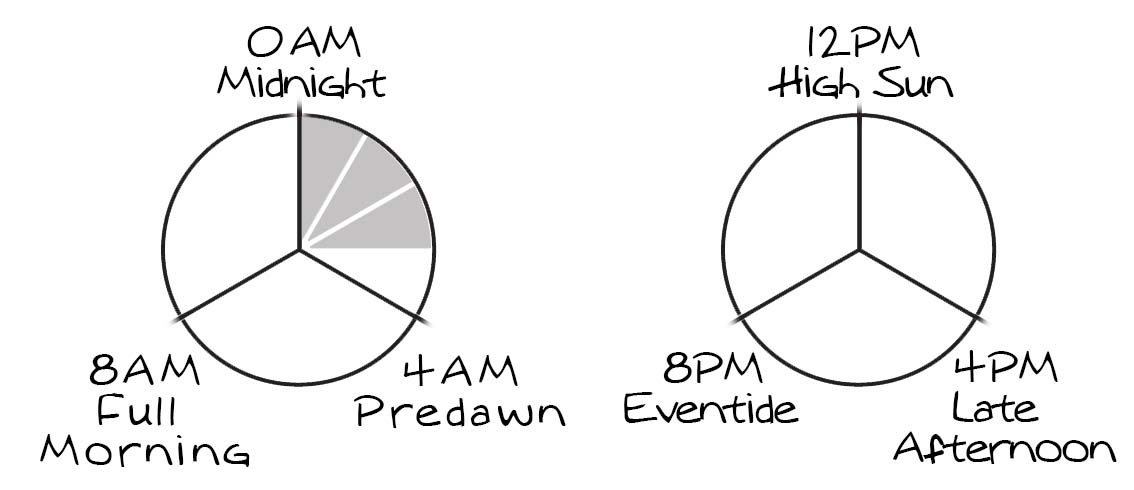 0AM
Midnight
8AM
Full
Morning
4AM
Predawn
12PM
High Sun
8PM
Eventide
4PM
Late
Afternoon